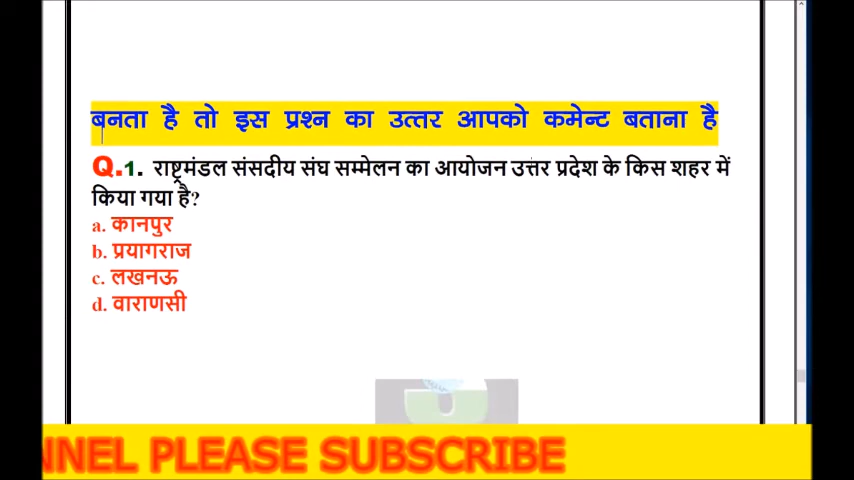 बनता है तो इस प्रश्न का उत्तर आपको कमेन्ट बताना है
Q.1. राष्ट्रमंडल संसदीय संघ सम्मेलन का आयोजन उत्तर प्रदेश के किस शहर में
किया गया है?
a. कानपुर
b. प्रयागराज
c. लखनऊ
d. वाराणसी
NNEL PLEASE SUBSCRIBE